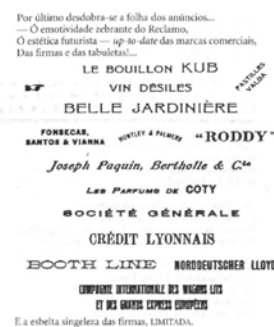 Por último desdobra-se a folha dos anúncios...
— Ó emotividade zebrante do Reclamo,
Ó estética futurista — up-to-date das marcas comerciais,
Das firmas e das tabuletas!...
LE BOUILLON KUB
PASTILLES VALDA
VIN DÉSILES
BELLE JARDINIÈRE
FONSECAS, SANTOS & VIANNA
HUNTLEY & PALMERS
“RODDY”
Joseph Paquin, Bertholle & C.ie
LES PARFUMS DE COTY
SOCIÉTÉ GÉNÉRALE
CRÉDIT LYONNAIS
BOOTH LINE NORDDEUTSCHER LLOYD
COMPAGNIE INTERNATIONALE DES WAGONS LITS
ET DES GRANDS EXPRESS EUROPÉENS
E a esbelta singeleza das firmas, LIMITADA.